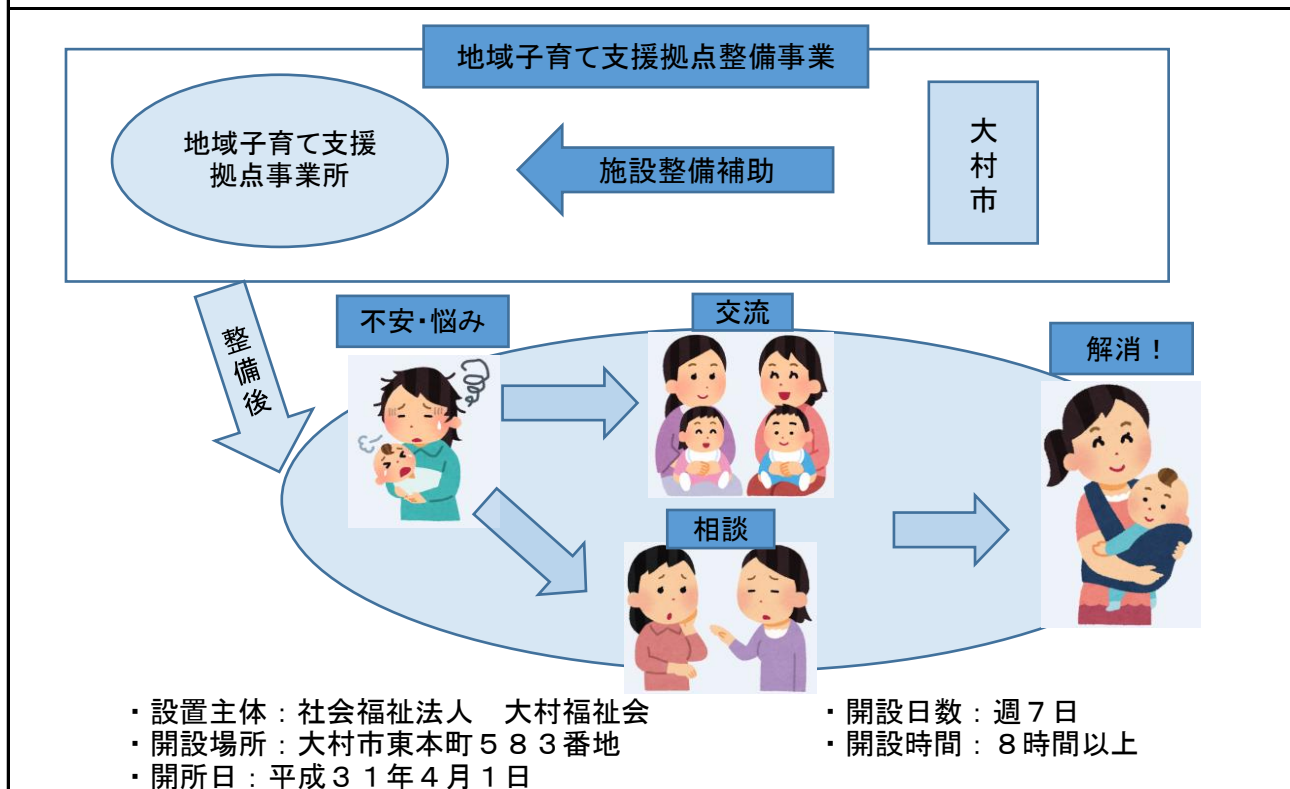 地域子育て支援拠点整備事業
地域子育て支援
拠点事業所
施設整備補助
大村市
整備後
不安・悩み
交流
解消！
相談
・設置主体：社会福祉法人　大村福祉会
・開設場所：大村市東本町５８３番地
・開所日：平成３１年４月１日
・開設日数：週７日
・開設時間：８時間以上